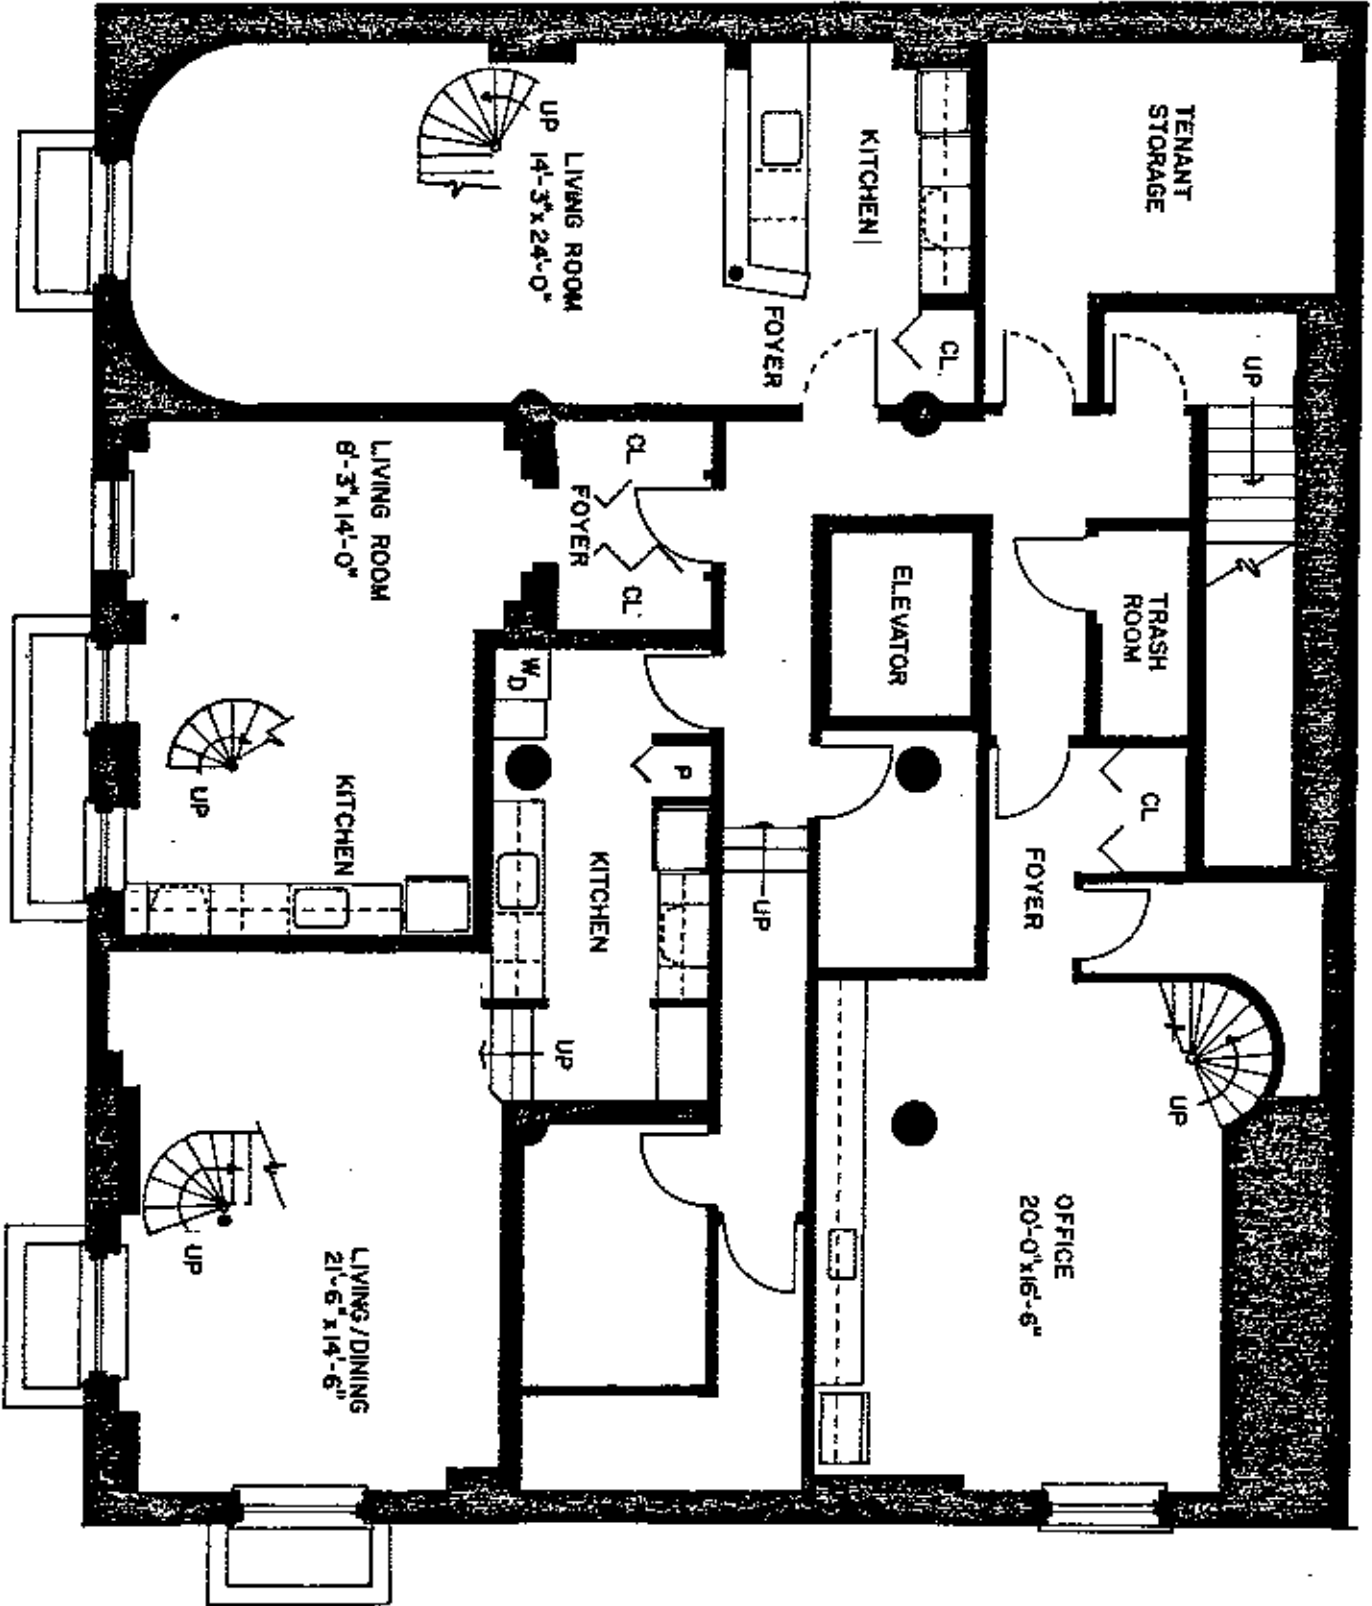 TENANT
STORAGE
KITCHEN
UP
LIVING ROOM
14'-3" x 24'-0"
FOYER
CL
UP
CL
FOYER
CL
LIVING ROOM
8'-3" x 14'-0"
ELEVATOR
TRASH
ROOM
W
D
P
UP
KITCHEN
KITCHEN
CL
FOYER
UP
UP
UP
OFFICE
20'-0" x 16'-6"
UP
LIVING/DINING
21'-6" x 14'-6"